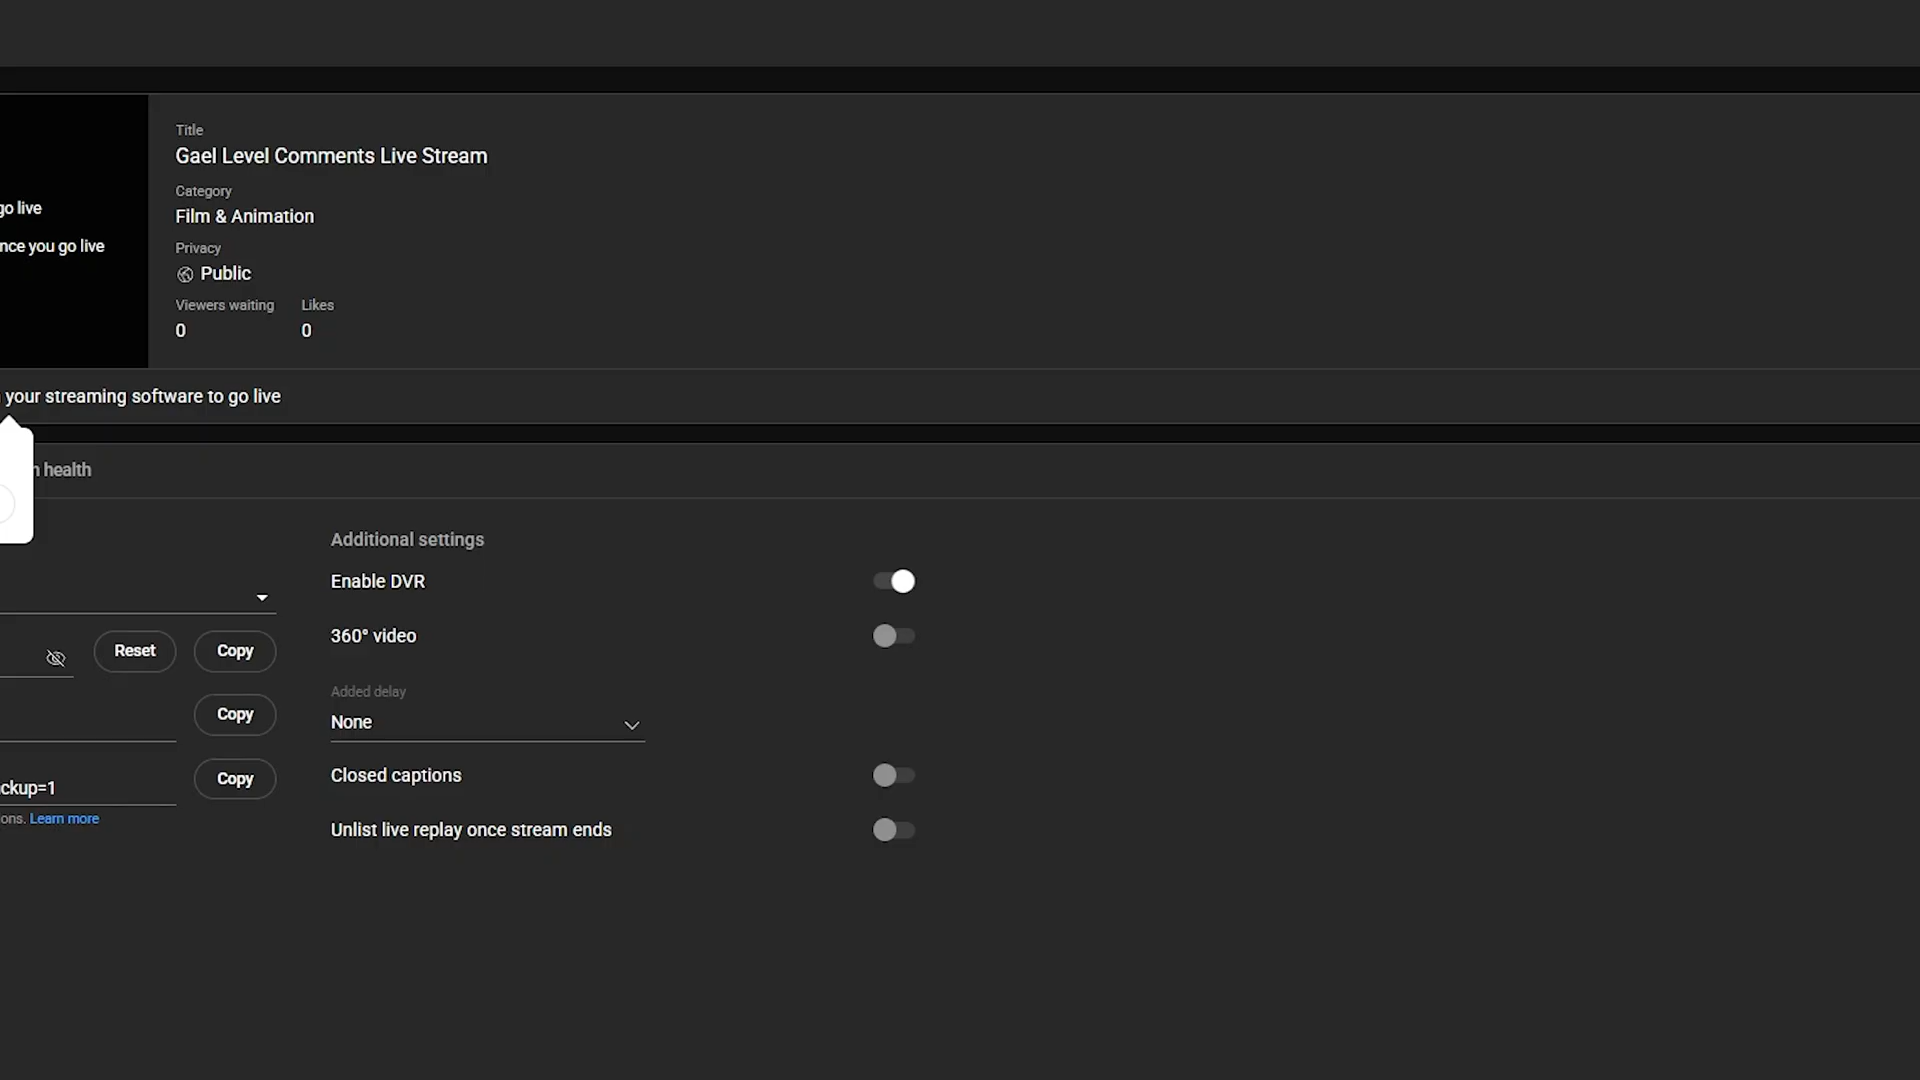 Title
Gael Level Comments Live Stream
Category
go live
Film & Animation
nce you go live
Privacy
Public
Viewers waiting Likes
0 0
your streaming software to go live
health
Additional settings
Enable DVR
Reset Copy
360° video
Added delay
None
Copy
Closed captions
ckup=1 Copy
ons. Learn more
Unlist live replay once stream ends